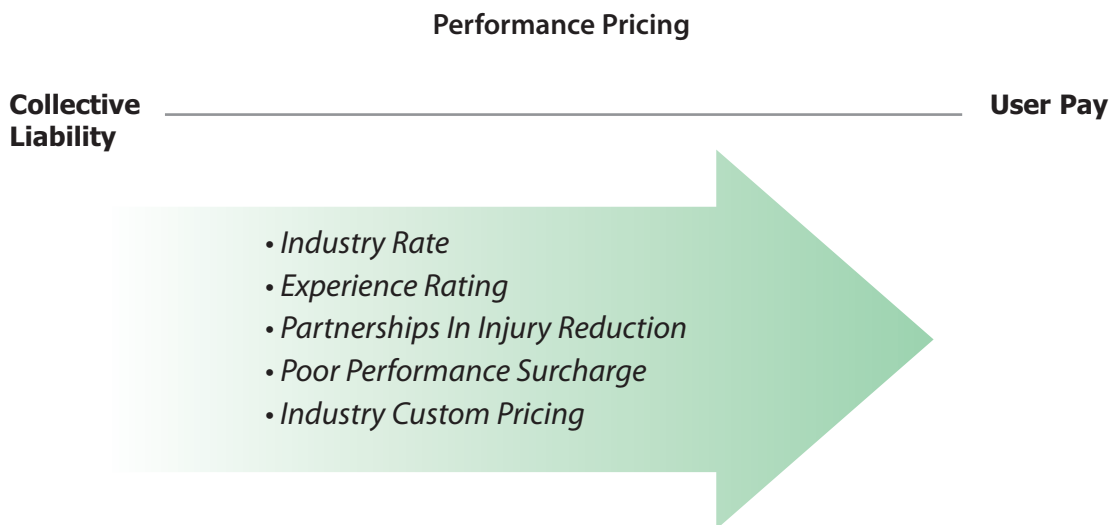 Performance Pricing
Collective
Liability
User Pay
• Industry Rate
• Experience Rating
• Partnerships In Injury Reduction
• Poor Performance Surcharge
• Industry Custom Pricing